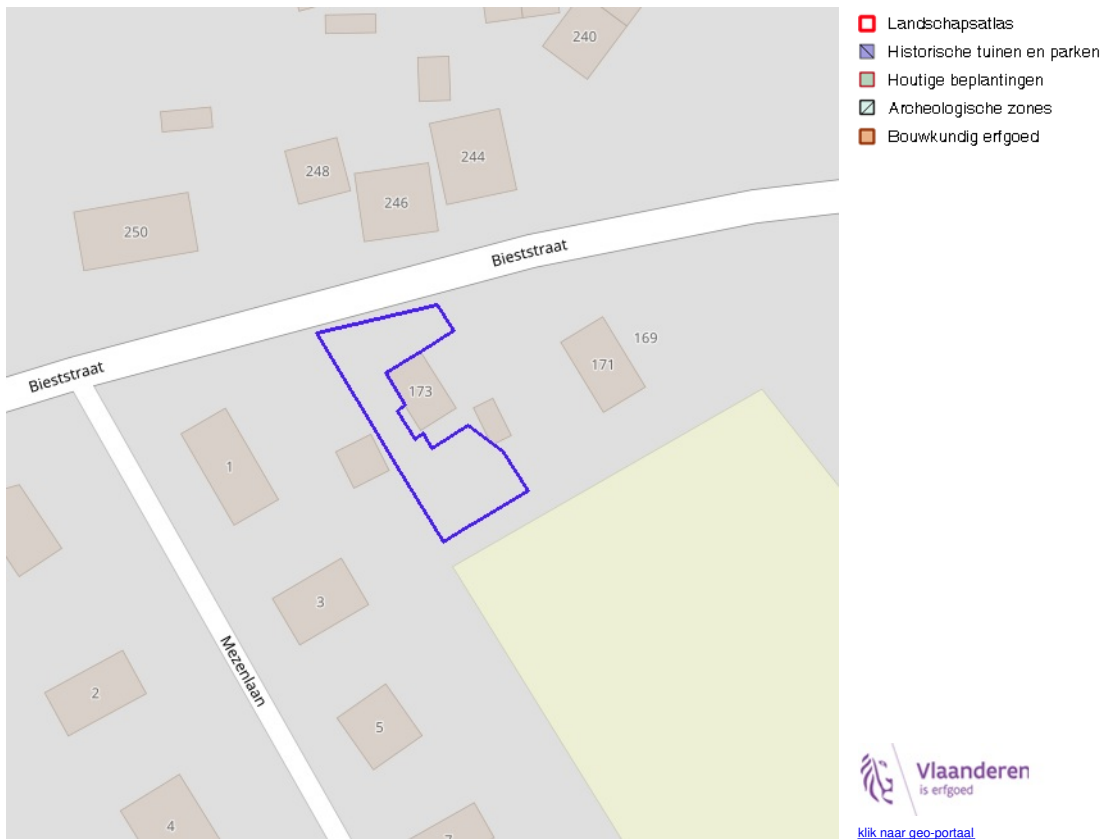 240
244
248
246
250
Bieststraat
Bieststraat
169
171
173
1
3
Mezenlaan
2
5
4
7
Landschapsatlas
Historische tuinen en parken
Houtige beplantingen
Archeologische zones
Bouwkundig erfgoed
Vlaanderen
is erfgoed
klik naar geo-portaal